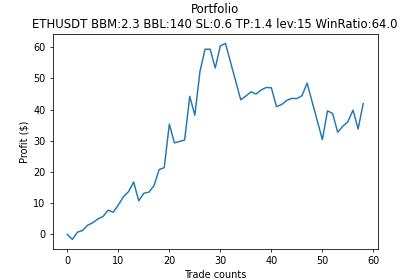 Portfolio
ETHUSDT BBM:2.3 BBL:140 SL:0.6 TP:1.4 lev:15 WinRatio:64.0
60
50
40
30
20
10
0
Profit ($)
0 10 20 30 40 50 60
Trade counts